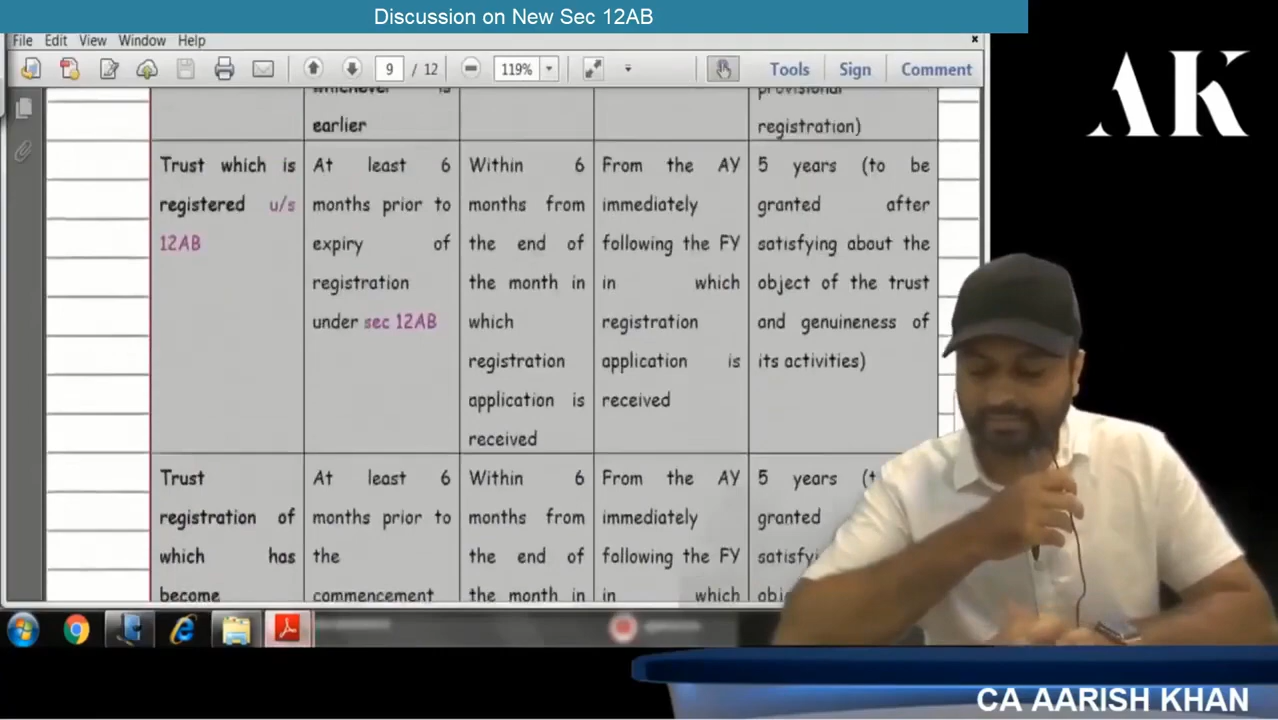 Discussion on New Sec 12AB
File Edit View Window Help
9 / 12
119%
Tools Sign Comment
AK
whichever is
earlier
provisional
registration)
Trust which is
registered u/s
12AB
At least 6
months prior to
expiry of
registration
under sec 12AB
Within 6
months from
the end of
the month in
which
registration
application is
received
From the AY
immediately
following the FY
in which
registration
application is
received
5 years (to be
granted after
satisfying about the
object of the trust
and genuineness of
its activities)
Trust
registration of
which has
become
At least 6
months prior to
the
commencement
Within 6
months from
the end of
the month in
From the AY
immediately
following the FY
in which
5 years
granted
CA AARISH KHAN